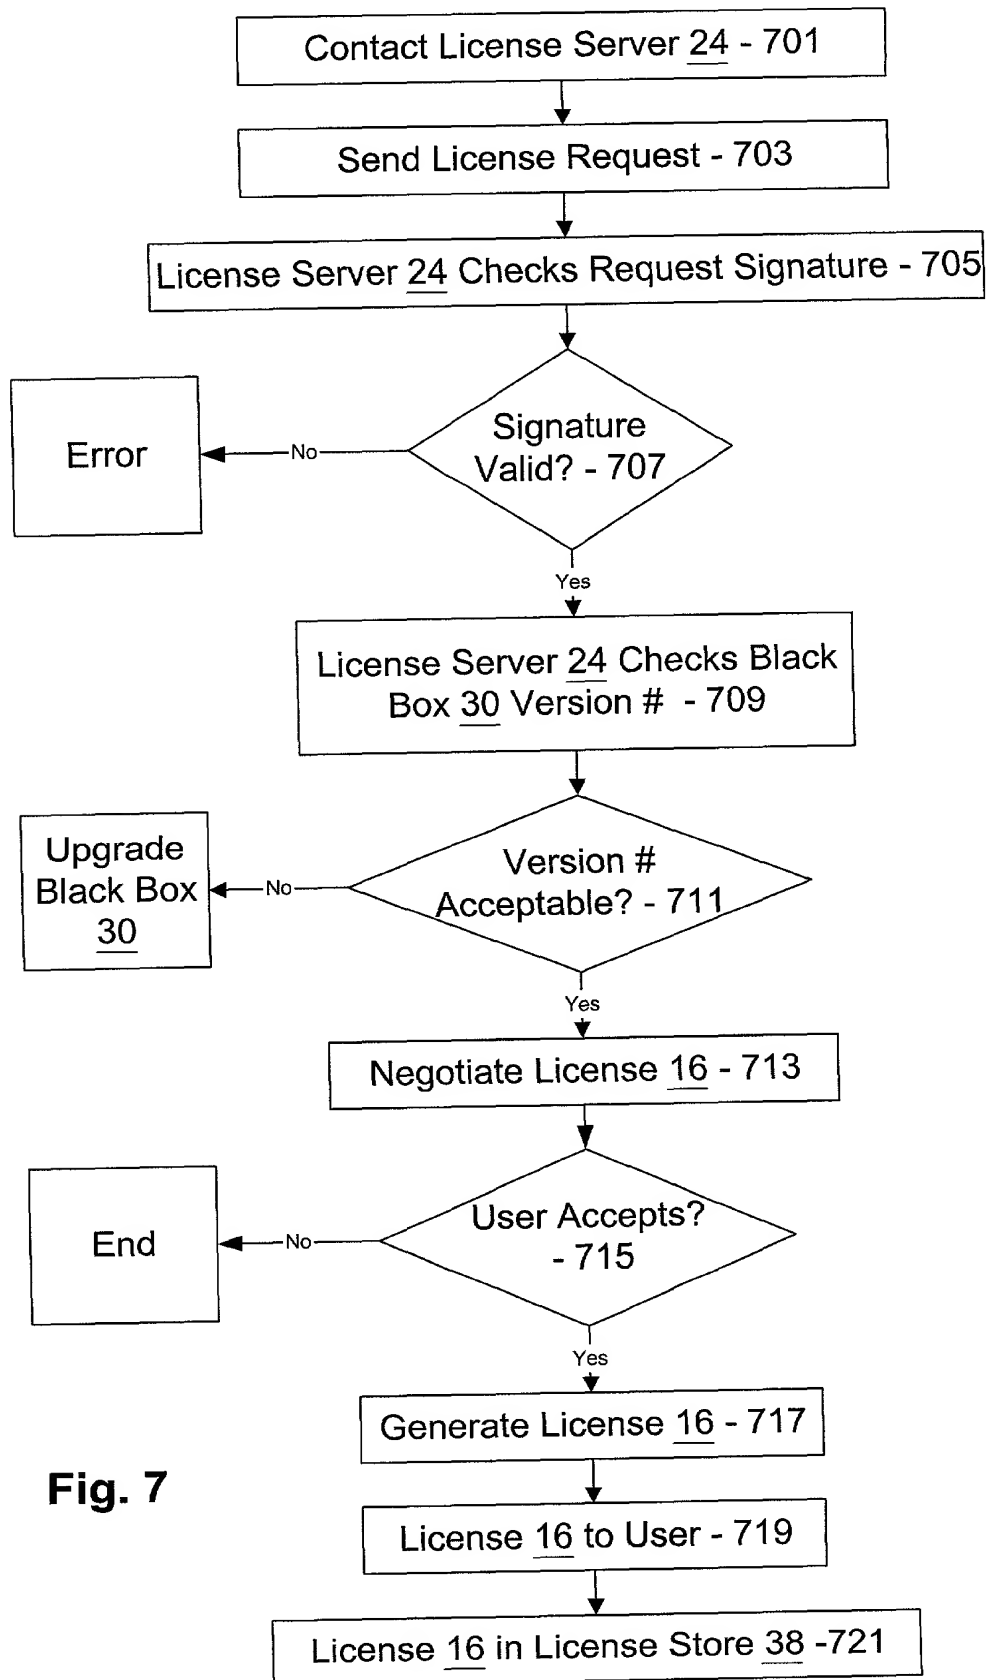 Contact License Server 24 - 701
Send License Request - 703
License Server 24 Checks Request Signature - 705
Signature
Valid? - 707
No
Error
Yes
License Server 24 Checks Black
Box 30 Version # - 709
Version #
Acceptable? - 711
No
Upgrade
Black Box
30
Yes
Negotiate License 16 - 713
User Accepts?
- 715
No
End
Yes
Generate License 16 - 717
Fig. 7
License 16 to User - 719
License 16 in License Store 38 -721